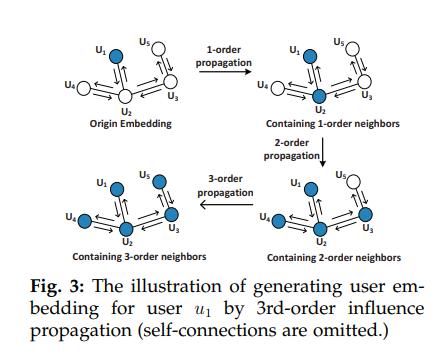 U₁ U₅ U₄ U₂ U₃
Origin Embedding
1-order
propagation
U₁ U₅ U₄ U₂ U₃
Containing 1-order neighbors
2-order
propagation
U₁ U₅ U₄ U₂ U₃
Containing 2-order neighbors
3-order
propagation
U₁ U₅ U₄ U₂ U₃
Containing 3-order neighbors
Fig. 3: The illustration of generating user em-
bedding for user u₁ by 3rd-order influence
propagation (self-connections are omitted.)